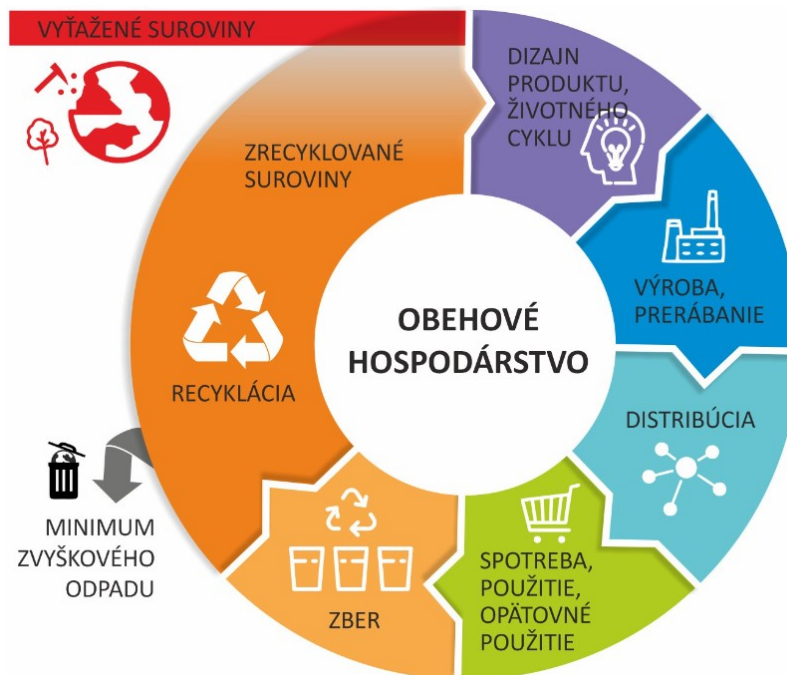 VYŤAŽENÉ SUROVINY
DIZAJN
PRODUKTU,
ŽIVOTNÉHO
CYKLU
ZRECYKLOVANÉ
SUROVINY
VÝROBA,
PRERÁBANIE
OBEHOVÉ
HOSPODÁRSTVO
RECYKLÁCIA
DISTRIBÚCIA
MINIMUM
ZVYŠKOVÉHO
ODPADU
SPOTREBA,
POUŽITIE,
OPÄTOVNÉ
POUŽITIE
ZBER